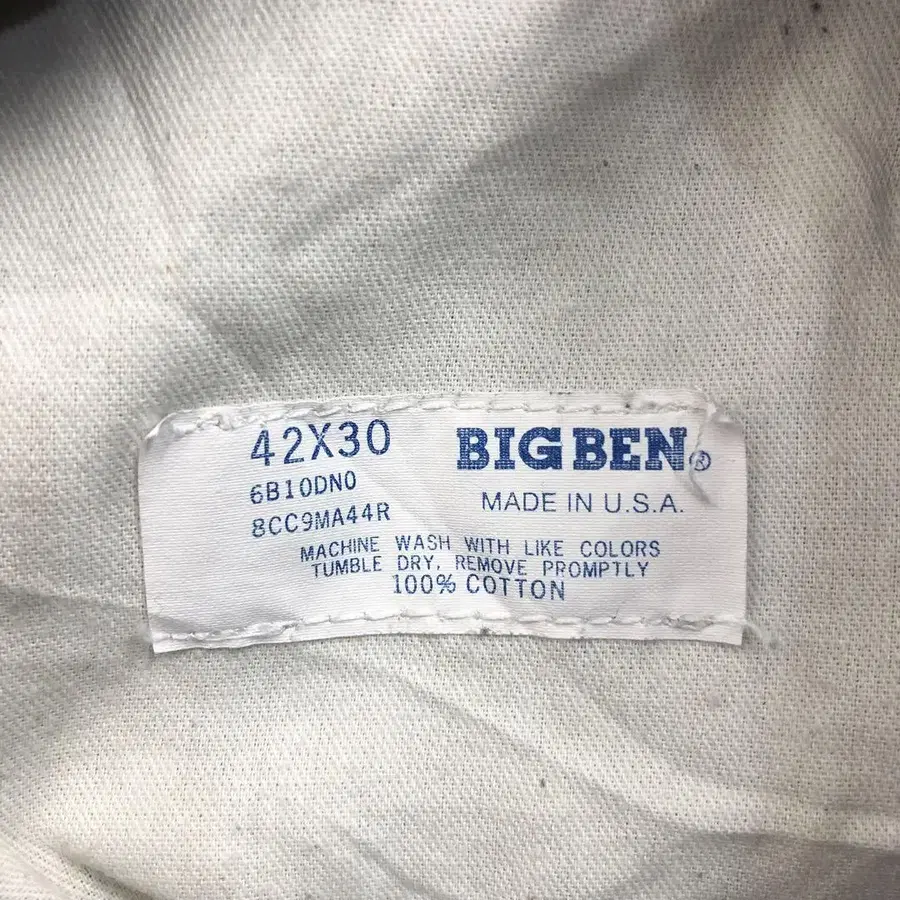 42X30
BIG BEN®
6B10DN0
MADE IN U.S.A.
8CC9MA44R
MACHINE WASH WITH LIKE COLORS
TUMBLE DRY, REMOVE PROMPTLY
100% COTTON